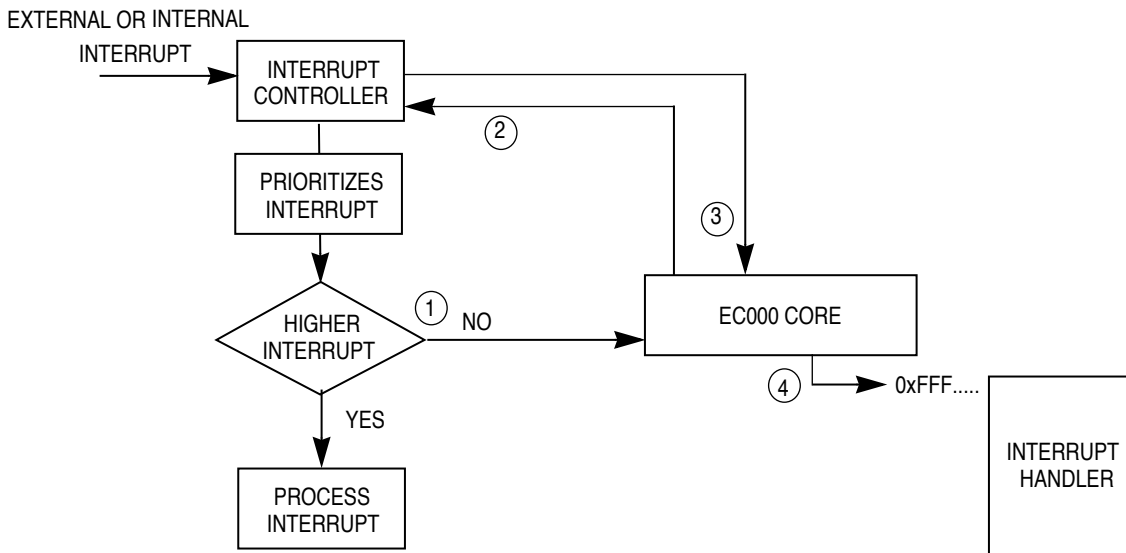 EXTERNAL OR INTERNAL
INTERRUPT
INTERRUPT
CONTROLLER
2
PRIORITIZES
INTERRUPT
3
1
NO
HIGHER
INTERRUPT
EC000 CORE
4
0xFFF.....
YES
INTERRUPT
HANDLER
PROCESS
INTERRUPT